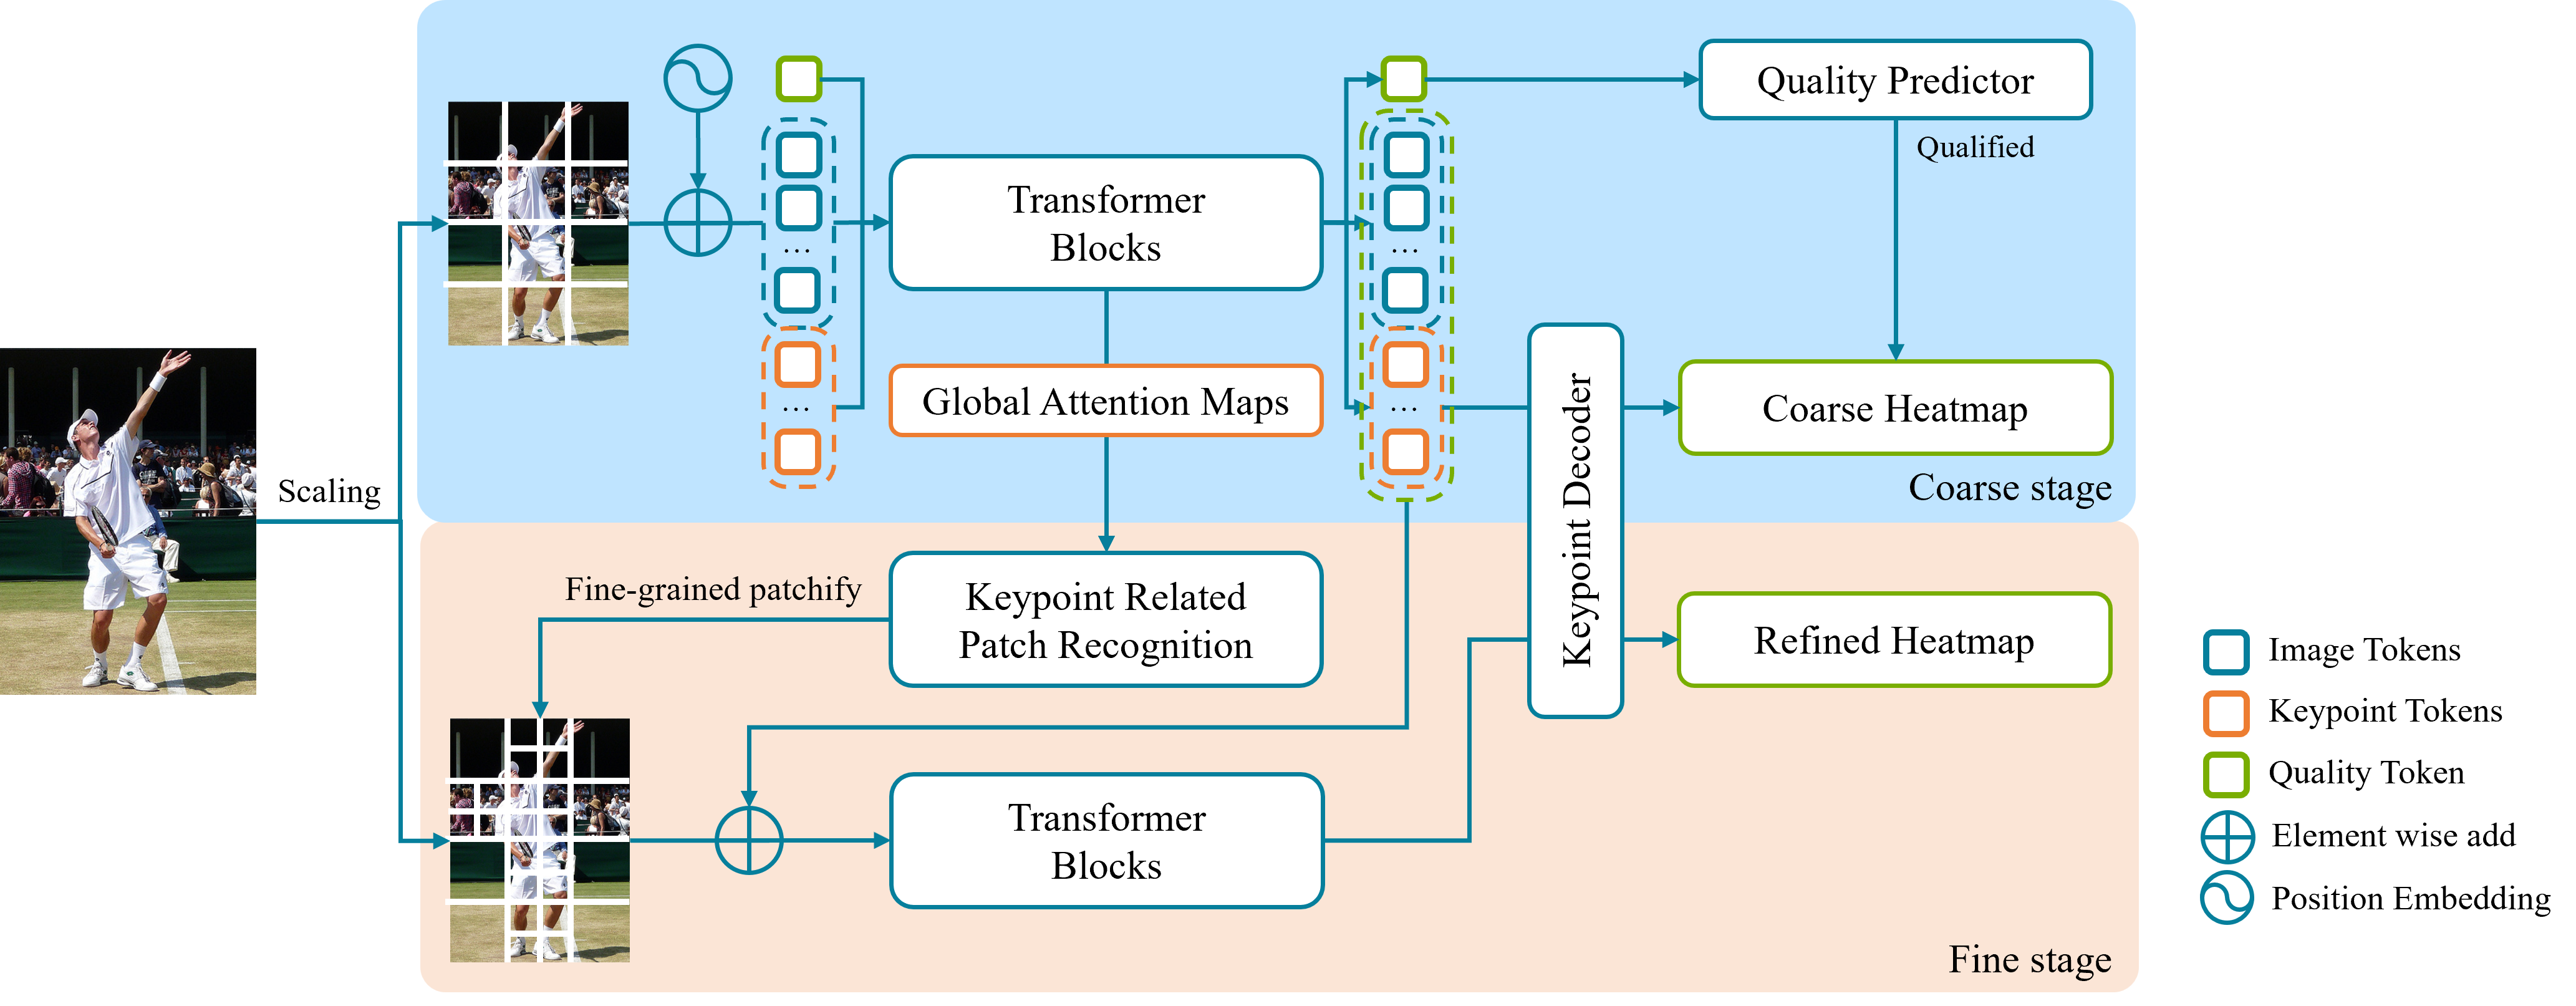 Quality Predictor
Qualified
Transformer
Blocks
...
...
Global Attention Maps
...
...
Keypoint Decoder
Coarse Heatmap
Coarse stage
Scaling
Fine-grained patchify
Keypoint Related
Patch Recognition
Refined Heatmap
Transformer
Blocks
Fine stage
Image Tokens
Keypoint Tokens
Quality Token
Element wise add
Position Embedding